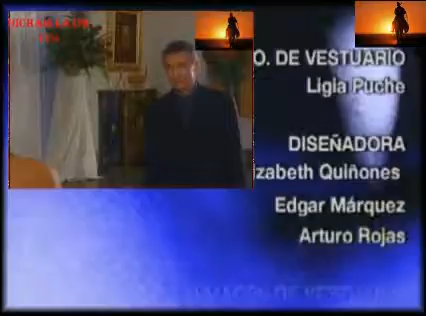 O. DE VESTUARIO
Ligia Puche
DISEÑADORA
zabeth Quiñones
Edgar Márquez
Arturo Rojas